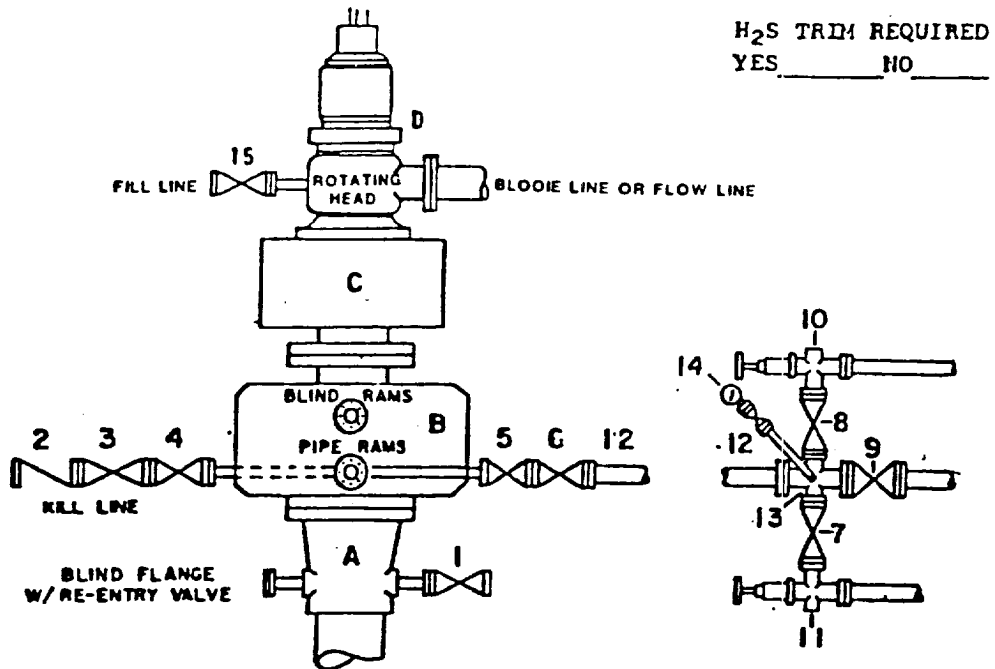 H₂S TRIM REQUIRED
YES______ NO______
D
15
FILL LINE
ROTATING
HEAD
BLOOIE LINE OR FLOW LINE
C
BLIND RAMS
B
PIPE RAMS
2 3 4 5 6 12
KILL LINE
A
1
BLIND FLANGE
W/RE-ENTRY VALVE
10
14
8
12
9
13
7
11